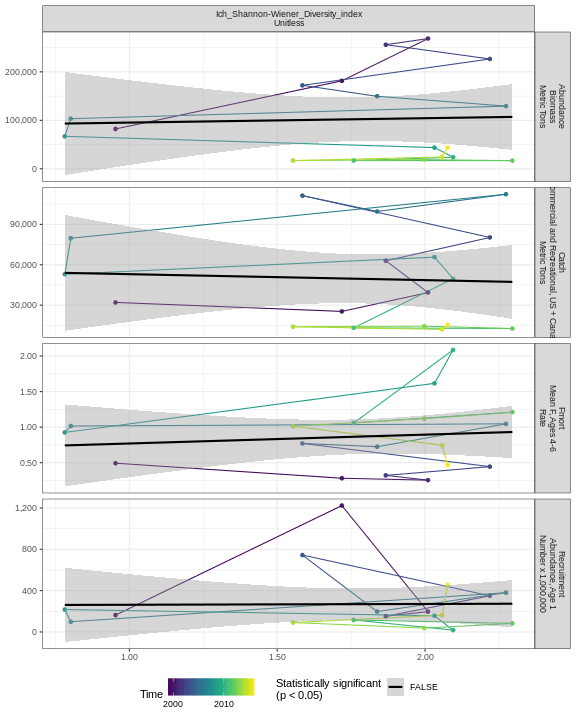 Ich_Shannon-Wiener_Diversity_index
Unitless
200,000
100,000
0
Abundance
Biomass
Metric Tons
90,000
60,000
30,000
Catch
ommercial and Recreational, US + Cana
Metric Tons
2.00
1.50
1.00
0.50
Fmort
Mean F, Ages 4-6
Rate
1,200
800
400
0
Recruitment
Abundance, Age 1
Number x 1,000,000
1.00
1.50
2.00
Time
2000
2010
Statistically significant
(p < 0.05)
FALSE